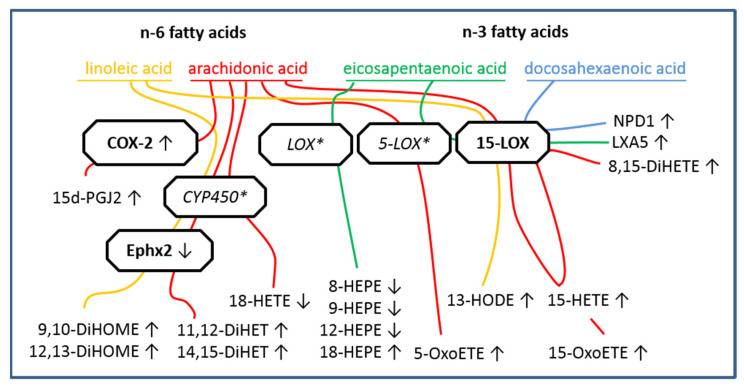 n-6 fatty acids
n-3 fatty acids
linoleic acid
arachidonic acid
eicosapentaenoic acid
docosahexaenoic acid
COX-2 ↑
LOX*
5-LOX*
15-LOX
NPD1 ↑
LXA5 ↑
8,15-DiHETE ↑
15d-PGJ2 ↑
CYP450*
Ephx2 ↓
18-HETE ↓
8-HEPE ↓
9-HEPE ↓
12-HEPE ↓
18-HEPE ↑
13-HODE ↑
15-HETE ↑
9,10-DiHOME ↑
12,13-DiHOME ↑
11,12-DiHET ↑
14,15-DiHET ↑
5-OxoETE ↑
15-OxoETE ↑